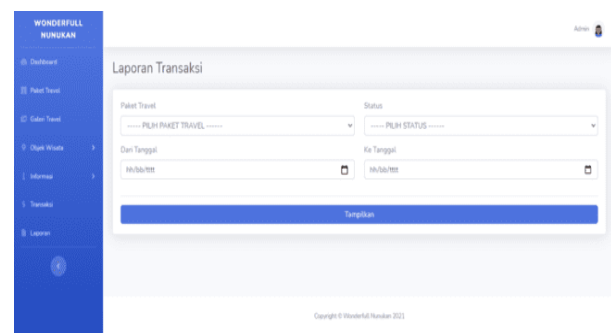 WONDERFULL
NUNUKAN
Admin
Dashboard
Laporan Transaksi
Paket Travel
Galeri Travel
Objek Wisata
Informasi
Transaksi
Laporan
Paket Travel
Status
------ PILIH PAKET TRAVEL -------
------ PILIH STATUS -------
Dari Tanggal
Ke Tanggal
hh/bb/tttt
hh/bb/tttt
Tampilkan
Copyright © Wonderfull Nunukan 2021